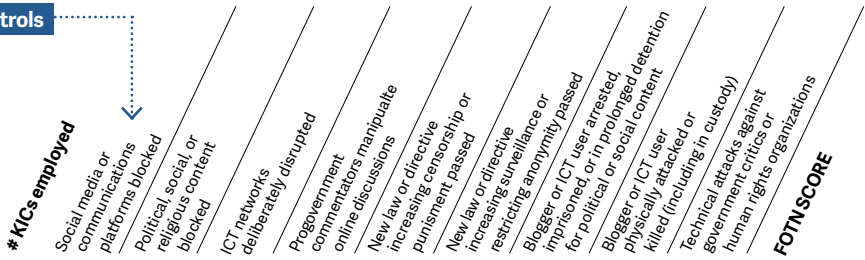 trols
# KICs employed
Social media or
communications
platforms blocked
Political, social, or
religious content
blocked
ICT networks
deliberately disrupted
Progovernment
commentators manipualte
online discussions
New law or directive
increasing censorship or
punisment passed
New law or directive
increasing surveillance or
restricting anonymity passed
Blogger or ICT user arrested,
imprisoned, or in prolonged detention
for political or social content
Blogger or ICT user
physically attacked or
killed (including in custody)
Technical attacks against
government critics or
human rights organizations
FOTN SCORE